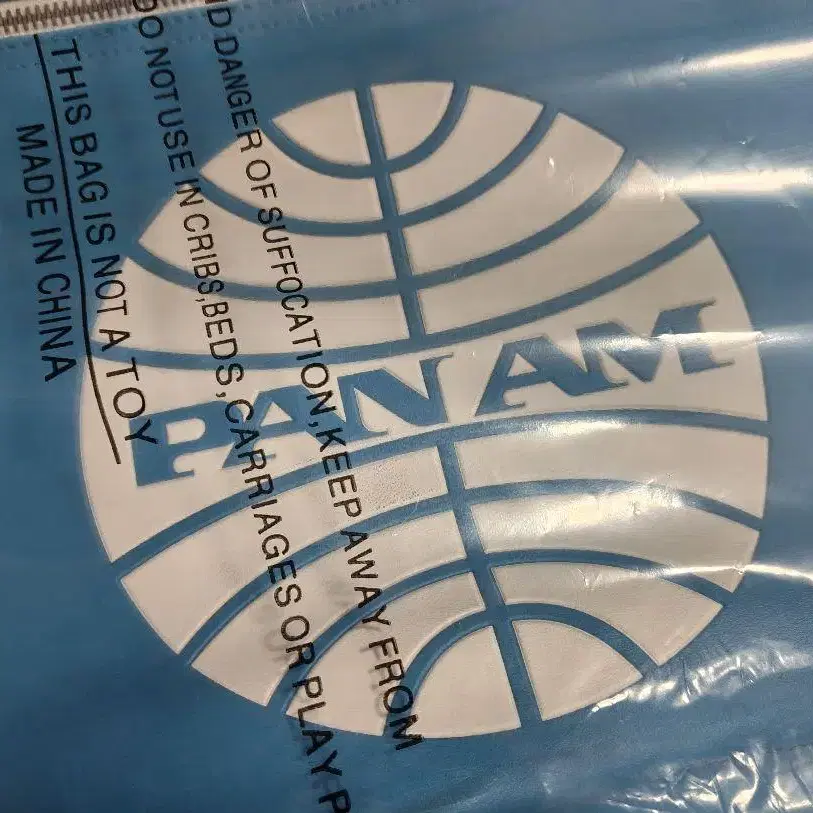 D DANGER OF SUFFOCATION,KEEP AWAY FROM
DO NOT USE IN CRIBS,BEDS,CARRIAGES OR PLAY P
THIS BAG IS NOT A TOY
MADE IN CHINA
PAN AM